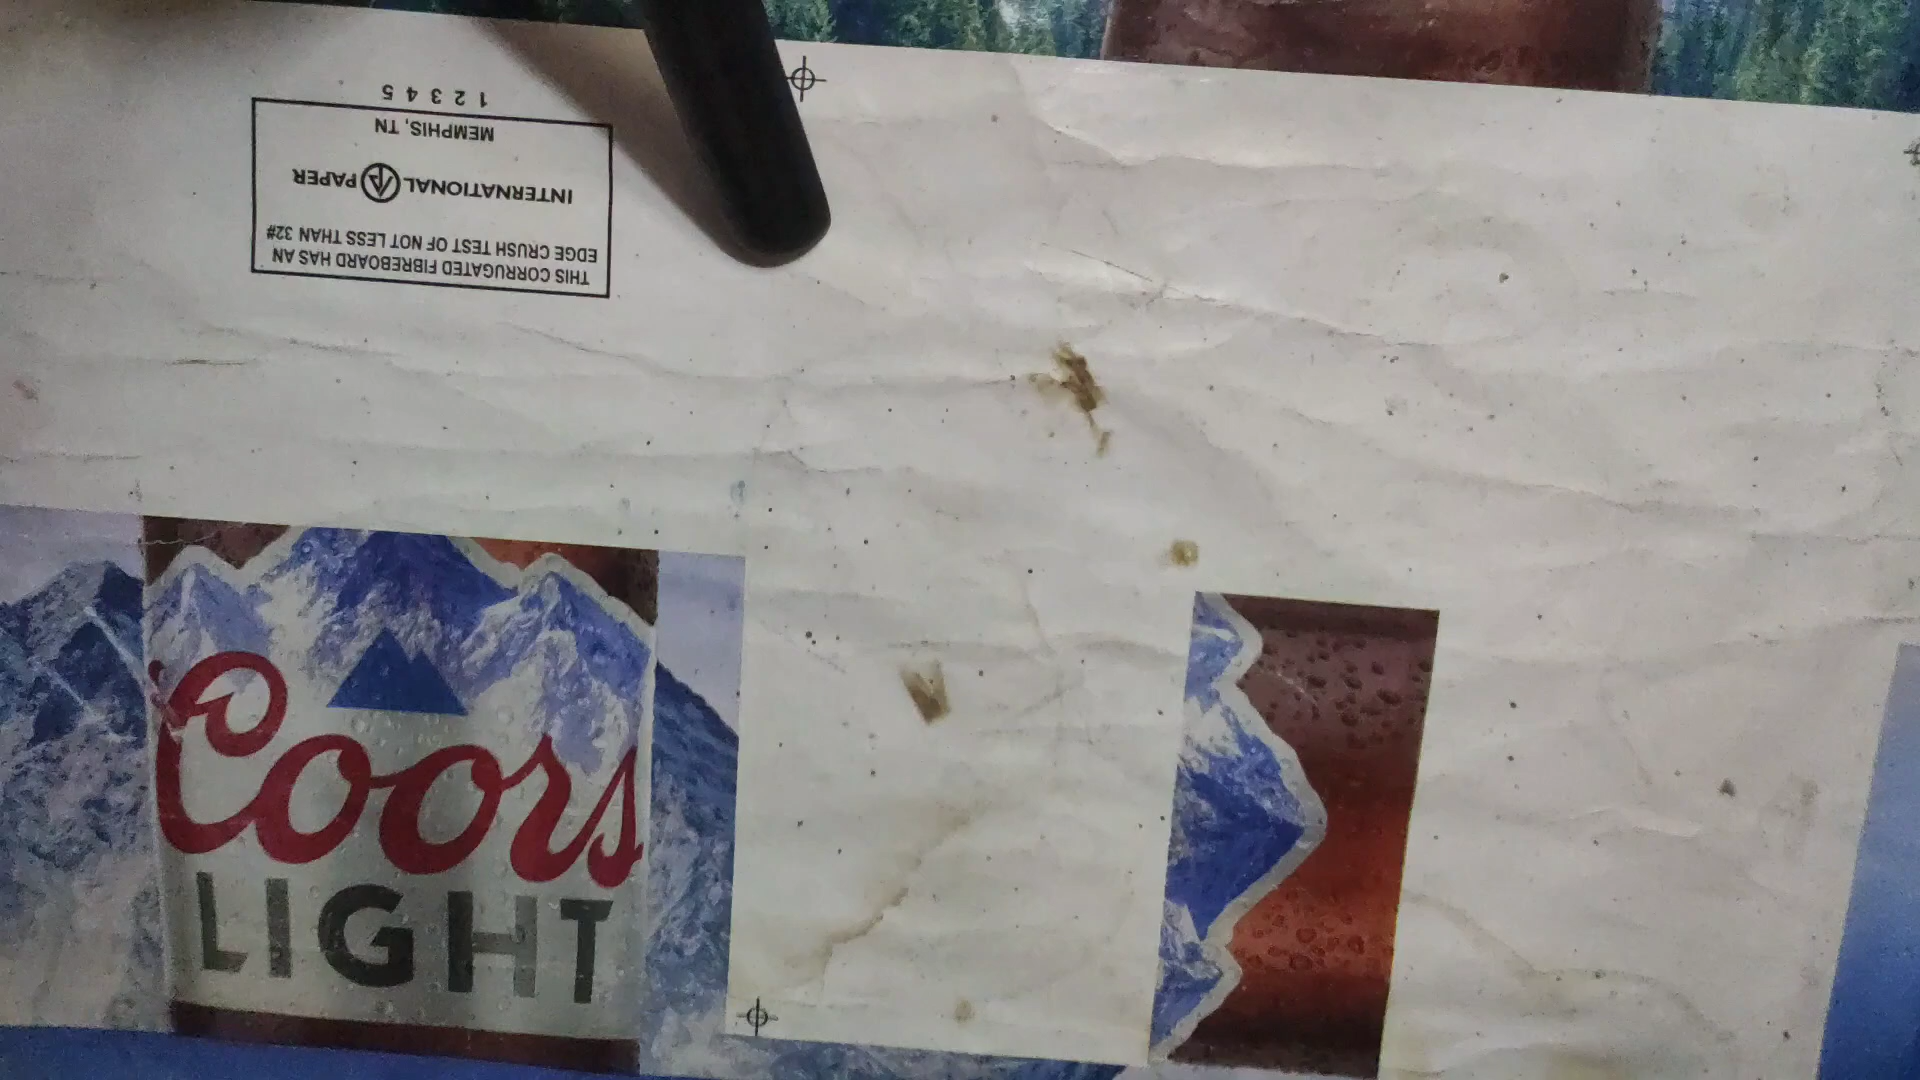 THIS CORRUGATED FIBREBOARD HAS AN
EDGE CRUSH TEST OF NOT LESS THAN 32#
INTERNATIONAL PAPER
MEMPHIS, TN
1 2 3 4 5
Coors
LIGHT